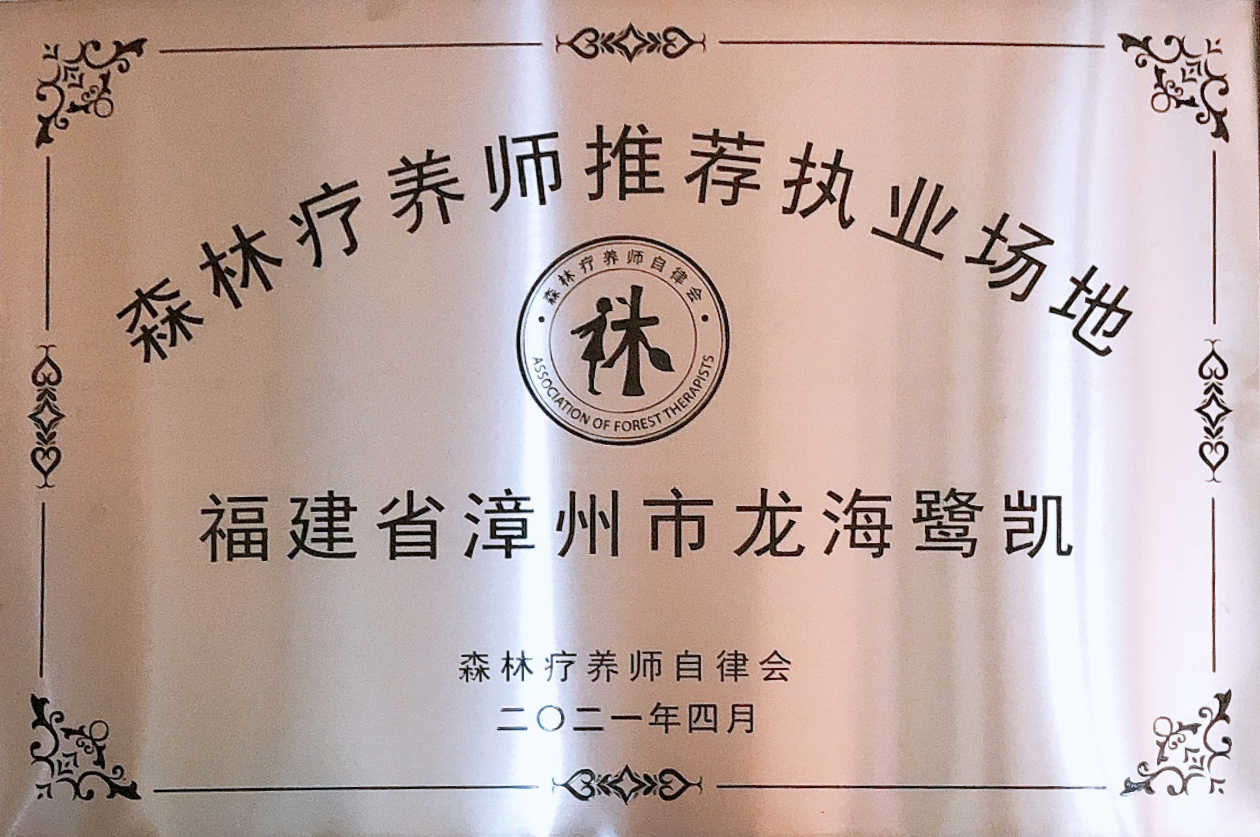 森林疗养师推荐执业场地
森林疗养师自律会
ASSOCIATION OF FOREST THERAPISTS
福建省漳州市龙海鹭凯
森林疗养师自律会
二〇二一年四月